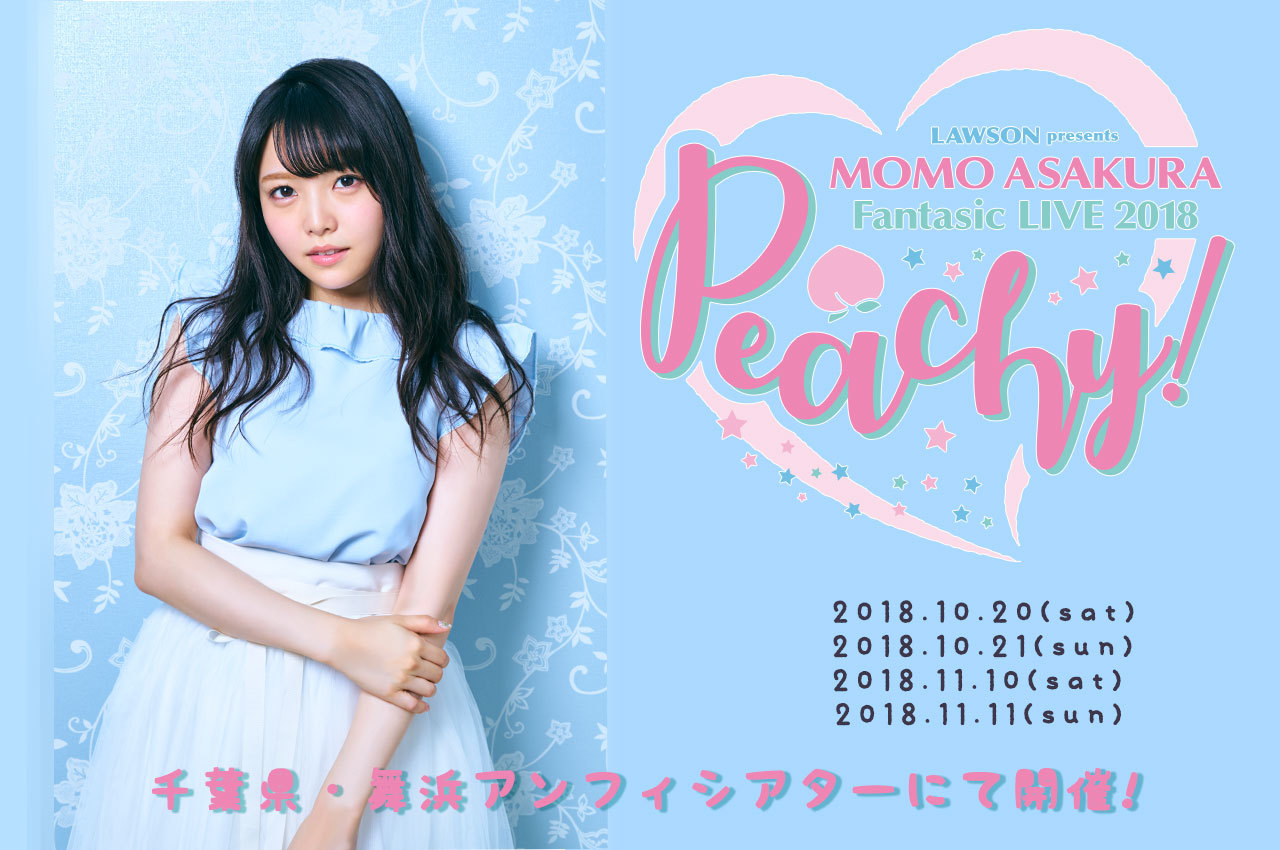 LAWSON presents
MOMO ASAKURA
Fantasic LIVE 2018
Peachy!
2018.10.20(sat)
2018.10.21(sun)
2018.11.10(sat)
2018.11.11(sun)
千葉県・舞浜アンフィシアターにて開催!